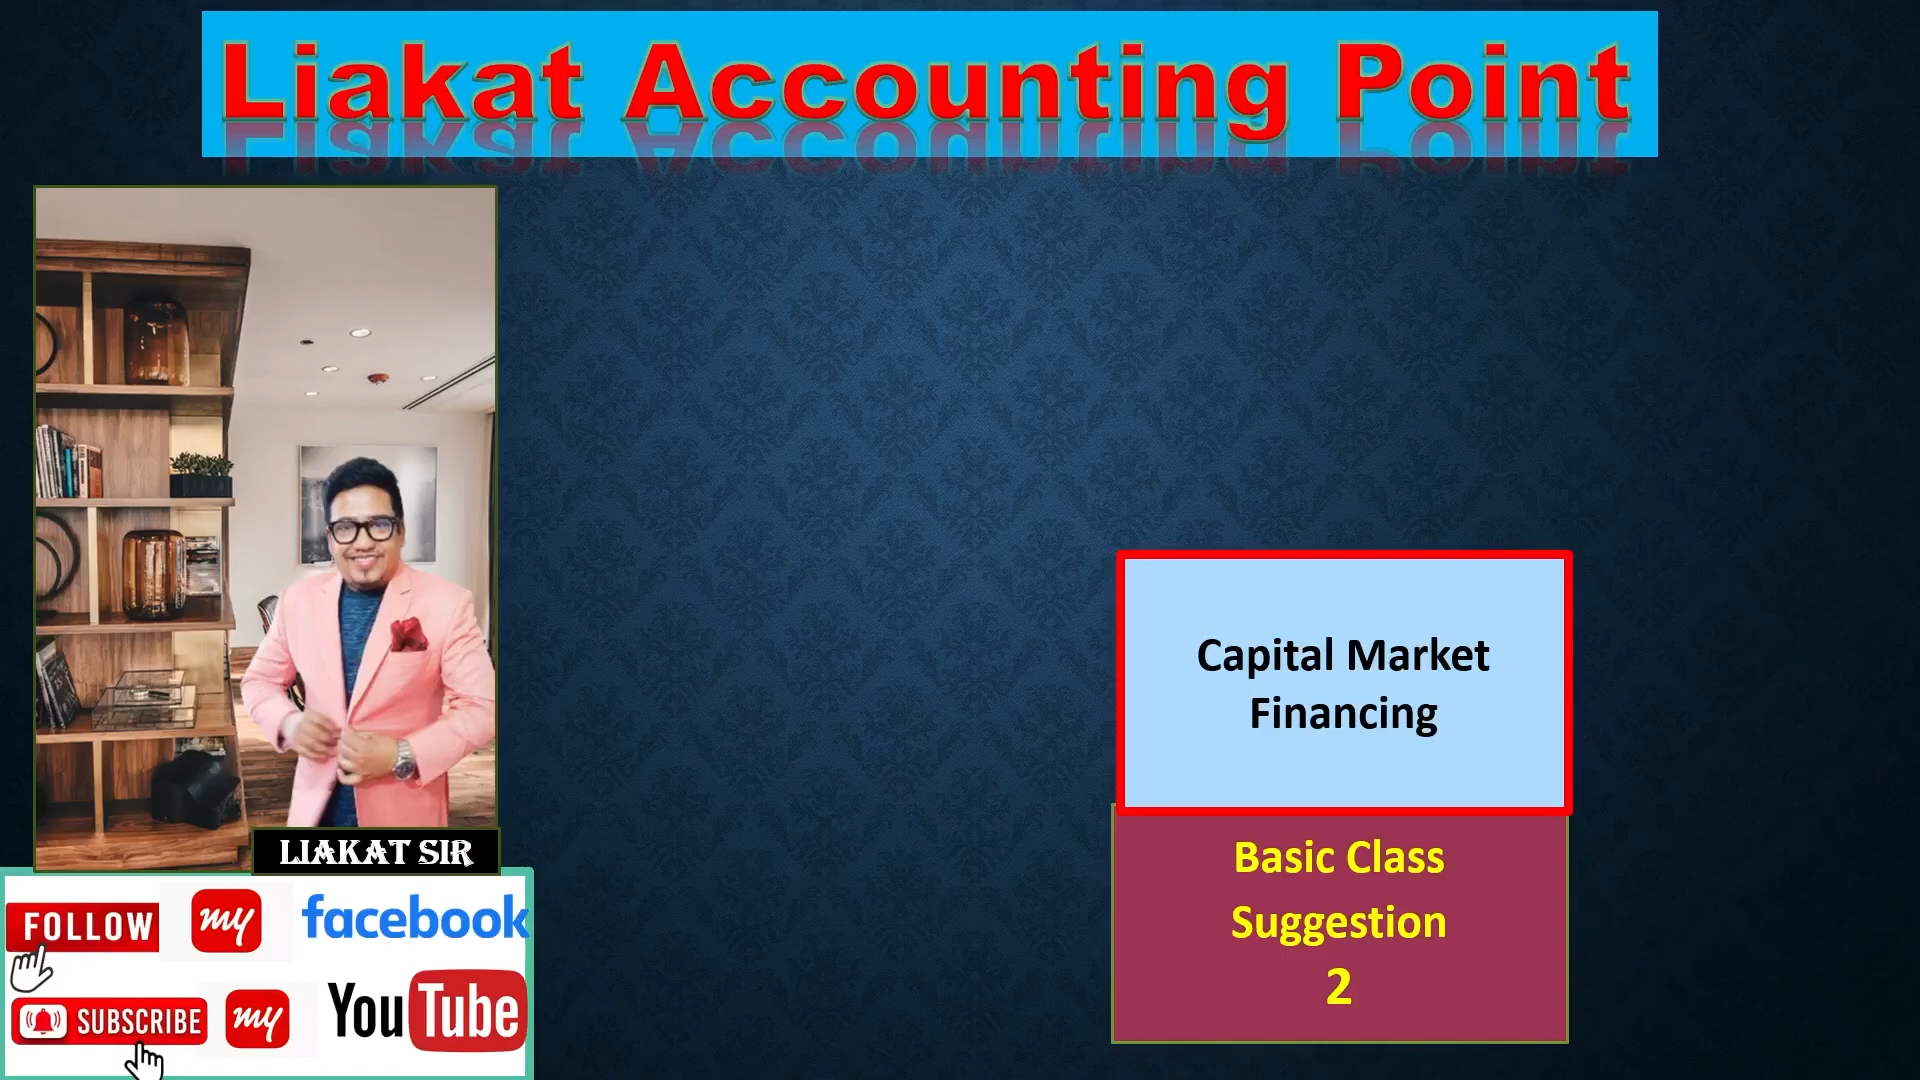 Liakat Accounting Point
Capital Market
Financing
LIAKAT SIR
Basic Class
Suggestion
2
FOLLOW my facebook
SUBSCRIBE my YouTube